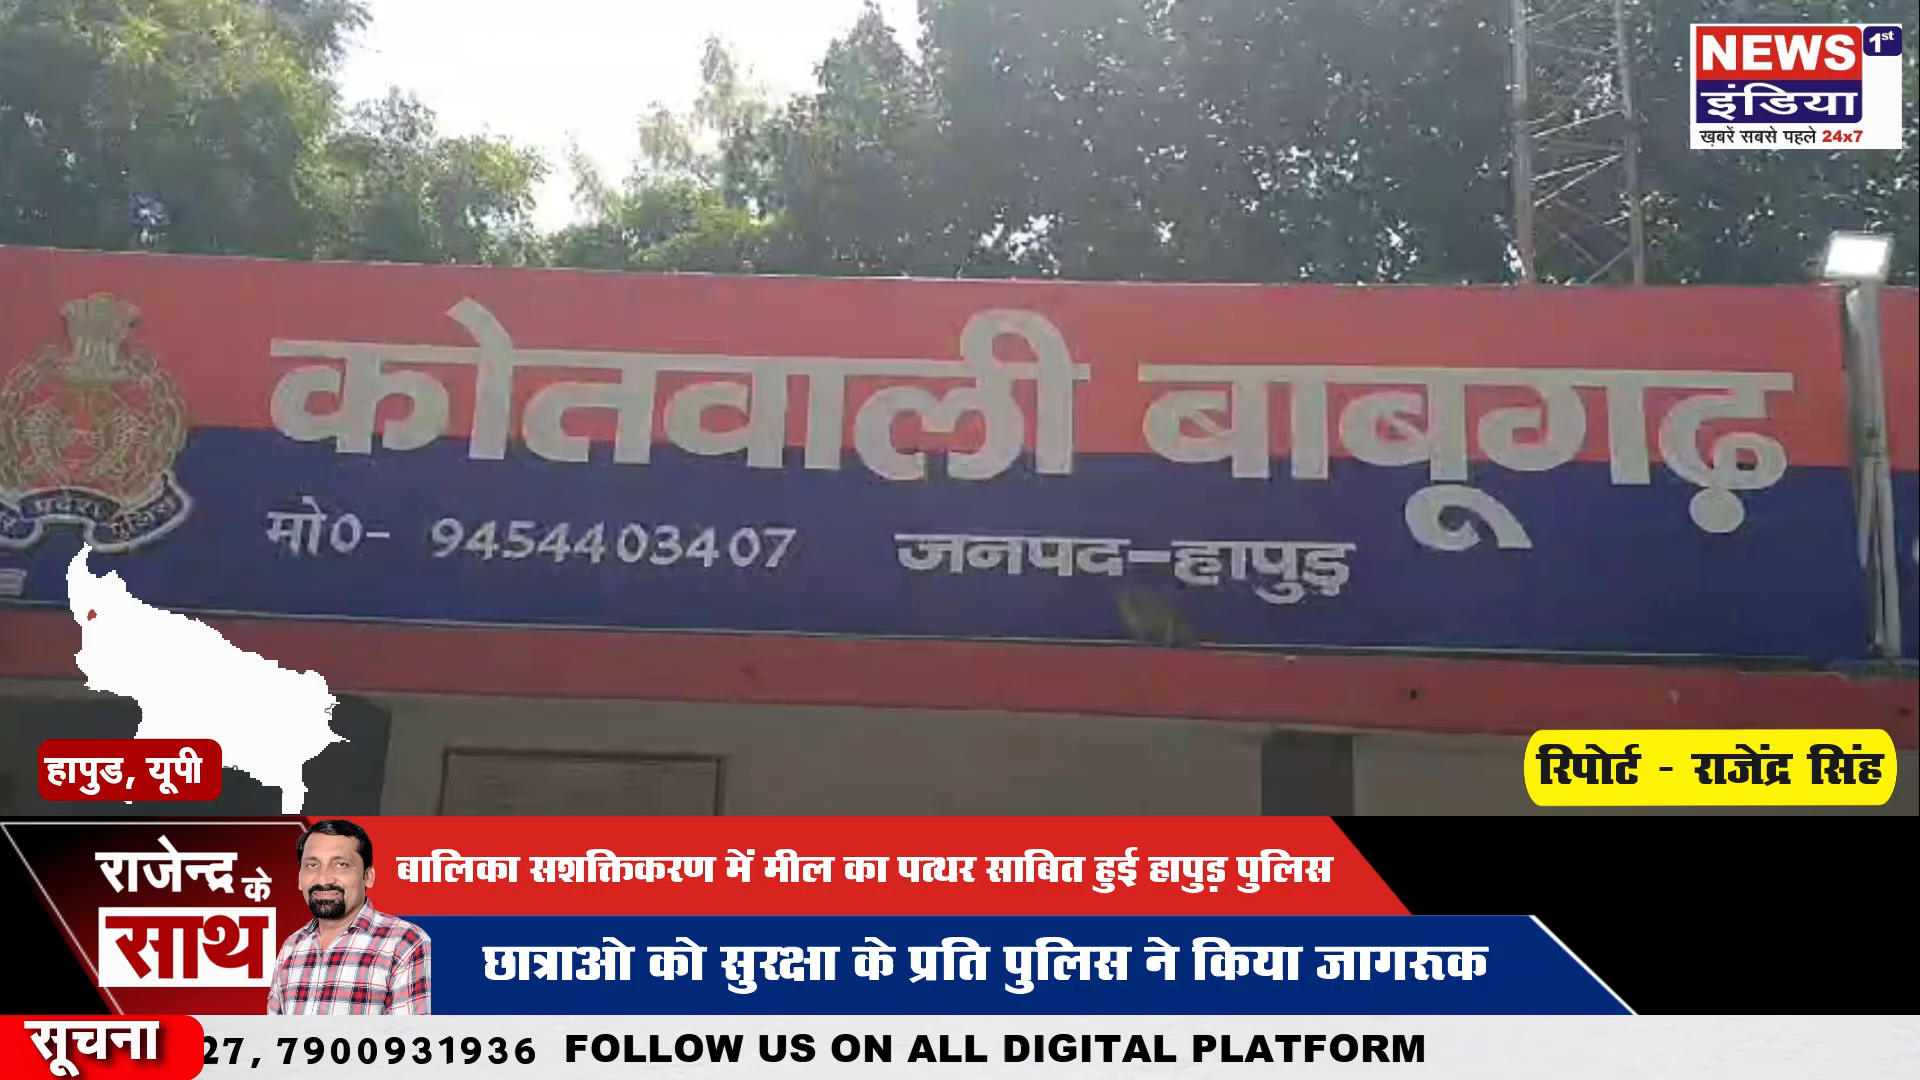 NEWS 1st
इंडिया
ख़बरें सबसे पहले 24x7
कोतवाली बाबूगढ़
मो0- 9454403407 जनपद-हापुड़
हापुड, यूपी
रिपोर्ट - राजेंद्र सिंह
राजेन्द्र के
साथ
बालिका सशक्तिकरण में मील का पत्थर साबित हुई हापुड़ पुलिस
छात्राओ को सुरक्षा के प्रति पुलिस ने किया जागरूक
सूचना
27, 7900931936 FOLLOW US ON ALL DIGITAL PLATFORM